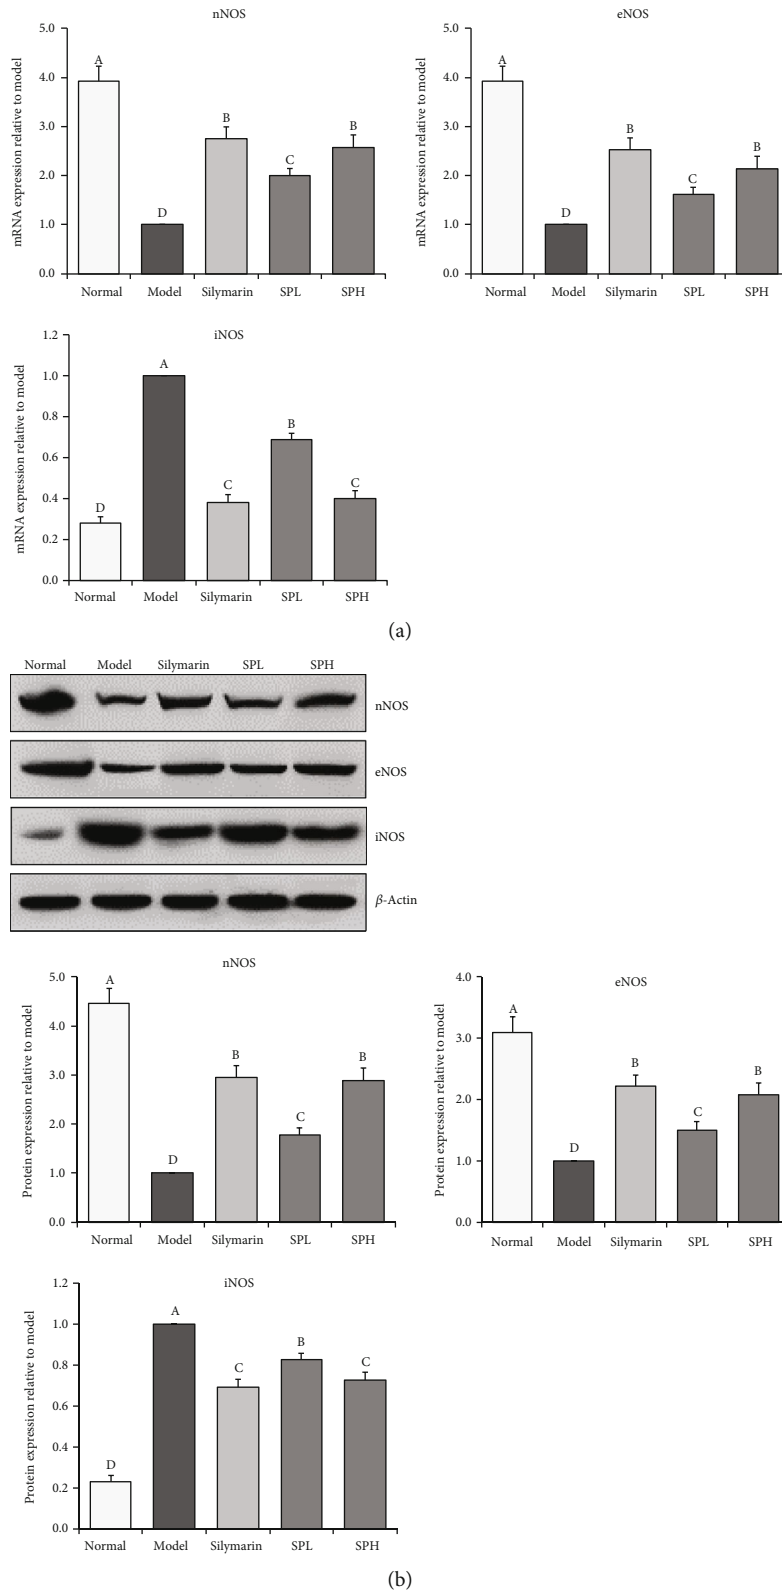 nNOS
mRNA expression relative to model
5.0
4.0
3.0
2.0
1.0
0.0
A
D
B
C
B
Normal Model Silymarin SPL SPH
eNOS
mRNA expression relative to model
5.0
4.0
3.0
2.0
1.0
0.0
A
D
B
C
B
Normal Model Silymarin SPL SPH
iNOS
mRNA expression relative to model
1.2
1.0
0.8
0.6
0.4
0.2
0.0
D
A
C
B
C
Normal Model Silymarin SPL SPH
(a)
Normal Model Silymarin SPL SPH
nNOS
eNOS
iNOS
β-Actin
nNOS
Protein expression relative to model
5.0
4.0
3.0
2.0
1.0
0.0
A
D
B
C
B
Normal Model Silymarin SPL SPH
eNOS
Protein expression relative to model
4.0
3.0
2.0
1.0
0.0
A
D
B
C
B
Normal Model Silymarin SPL SPH
iNOS
Protein expression relative to model
1.2
1.0
0.8
0.6
0.4
0.2
0.0
D
A
C
B
C
Normal Model Silymarin SPL SPH
(b)